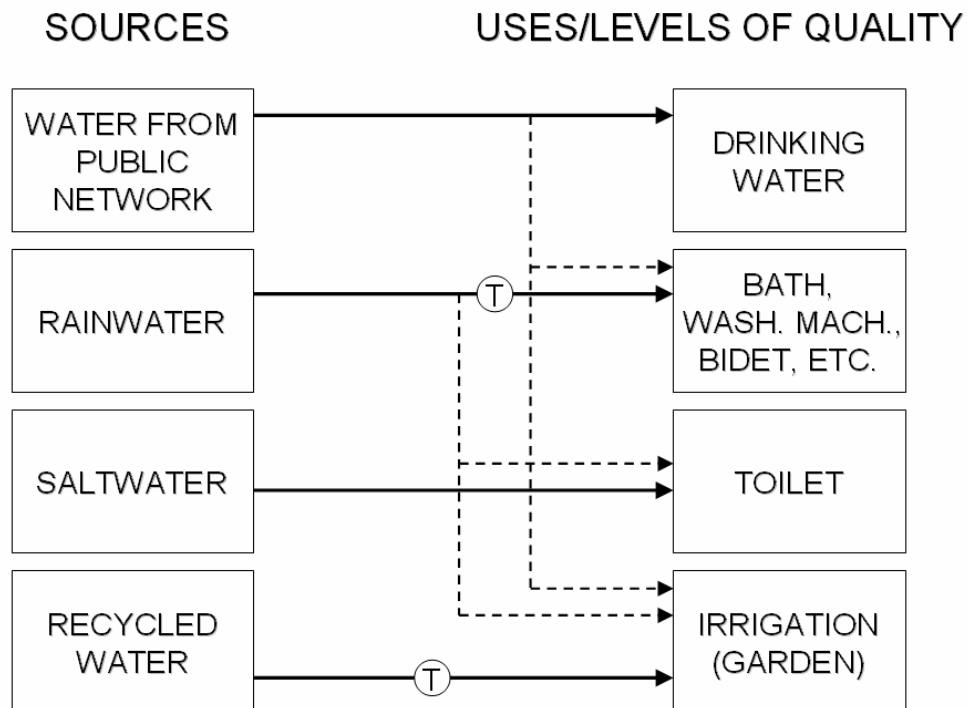 SOURCES
USES/LEVELS OF QUALITY
WATER FROM
PUBLIC
NETWORK
DRINKING
WATER
RAINWATER
T
BATH,
WASH. MACH.,
BIDET, ETC.
SALTWATER
TOILET
RECYCLED
WATER
T
IRRIGATION
(GARDEN)